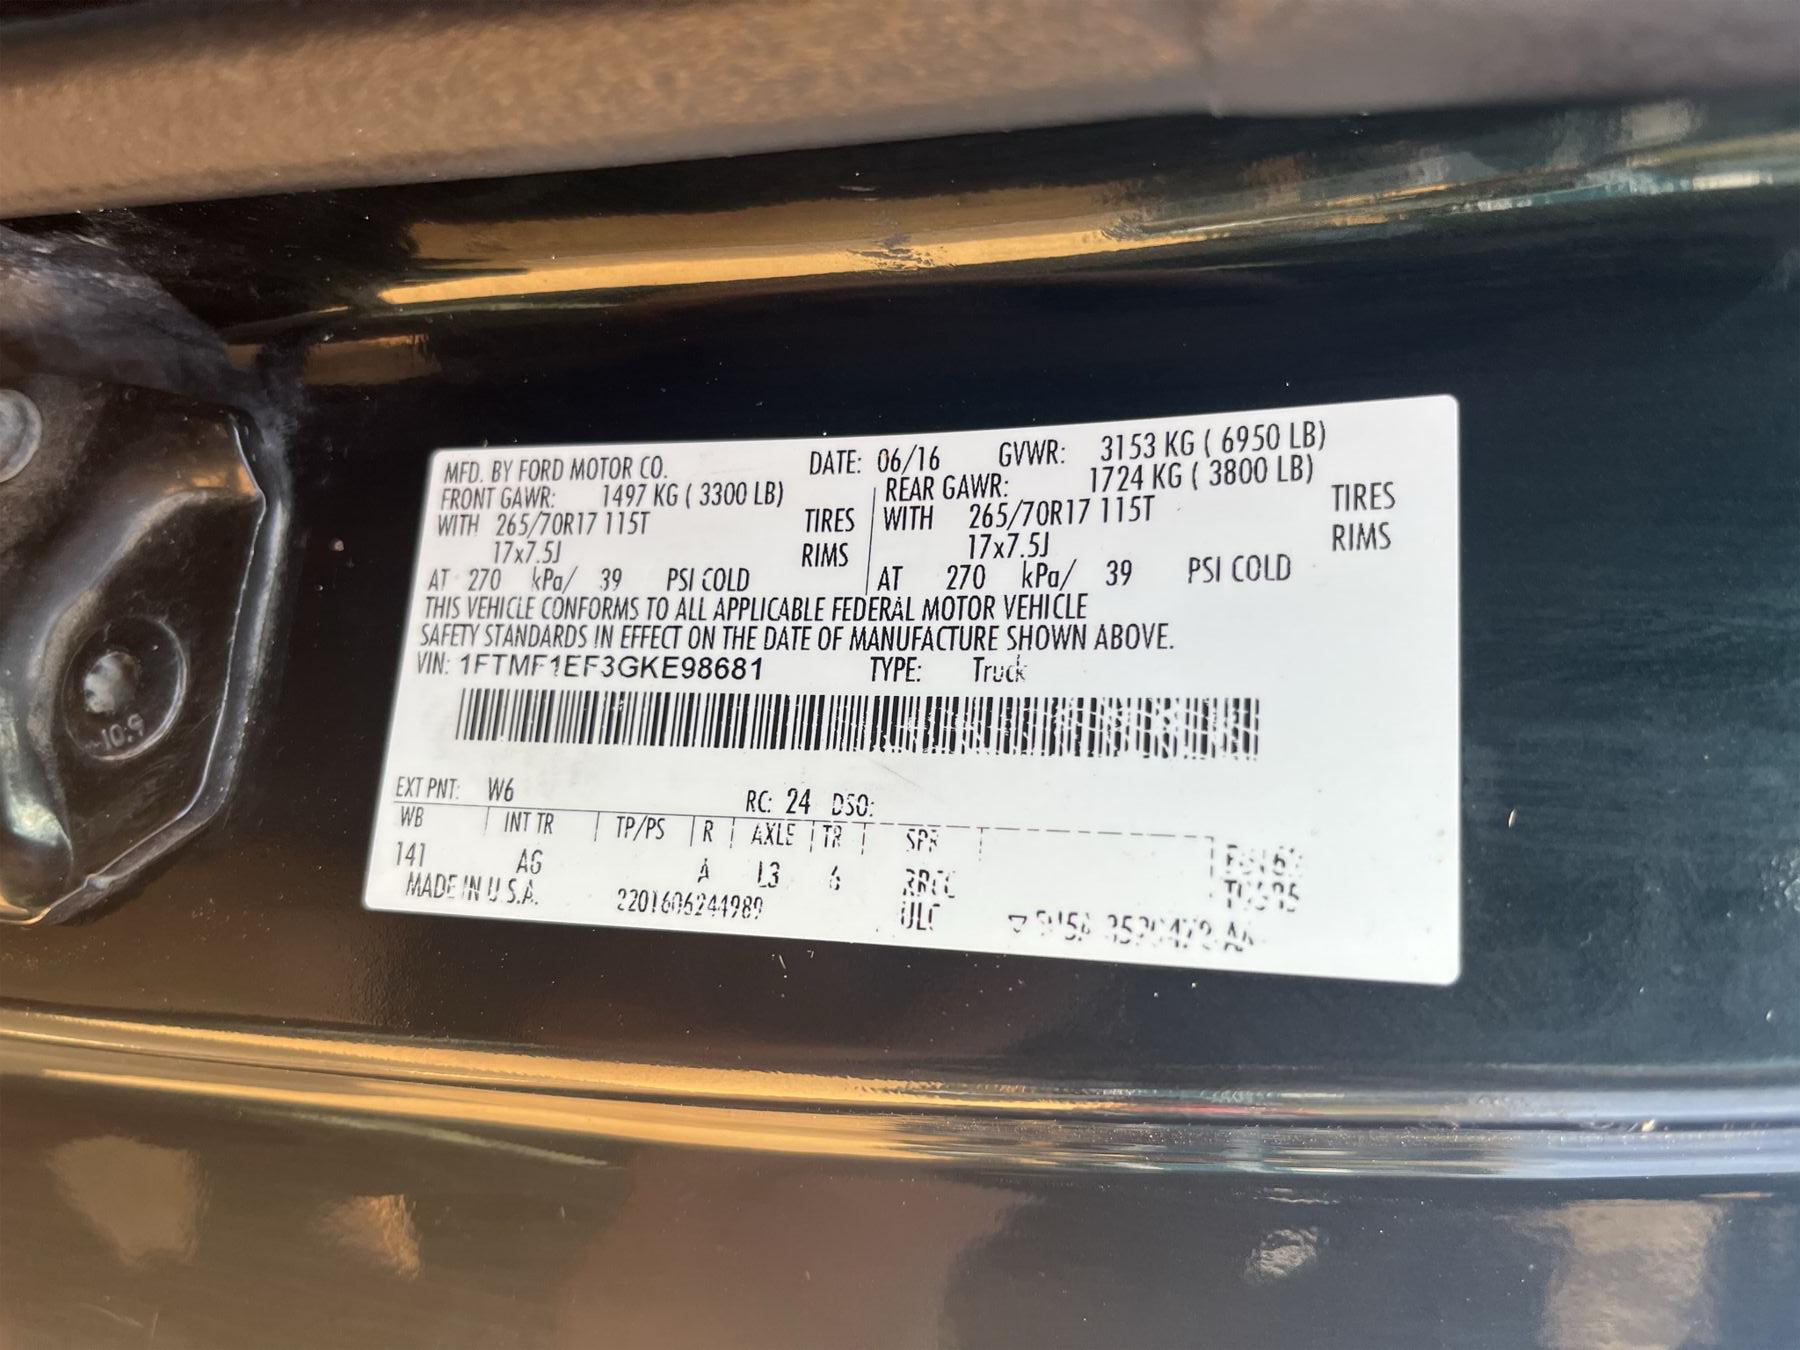 MFD. BY FORD MOTOR CO. DATE: 06/16 GVWR: 3153 KG ( 6950 LB)
FRONT GAWR: 1497 KG ( 3300 LB) REAR GAWR: 1724 KG ( 3800 LB)
WITH 265/70R17 115T TIRES WITH 265/70R17 115T TIRES
17x7.5J RIMS 17x7.5J RIMS
AT 270 kPa/ 39 PSI COLD AT 270 kPa/ 39 PSI COLD
THIS VEHICLE CONFORMS TO ALL APPLICABLE FEDERAL MOTOR VEHICLE
SAFETY STANDARDS IN EFFECT ON THE DATE OF MANUFACTURE SHOWN ABOVE.
VIN: 1FTMF1EF3GKE98681 TYPE: Truck
EXT PNT: W6 RC: 24 DSO:
WB INT TR TP/PS R AXLE TR SPR
141 AG A L3 6
MADE IN U.S.A. 2201606244989 ULC
10.9